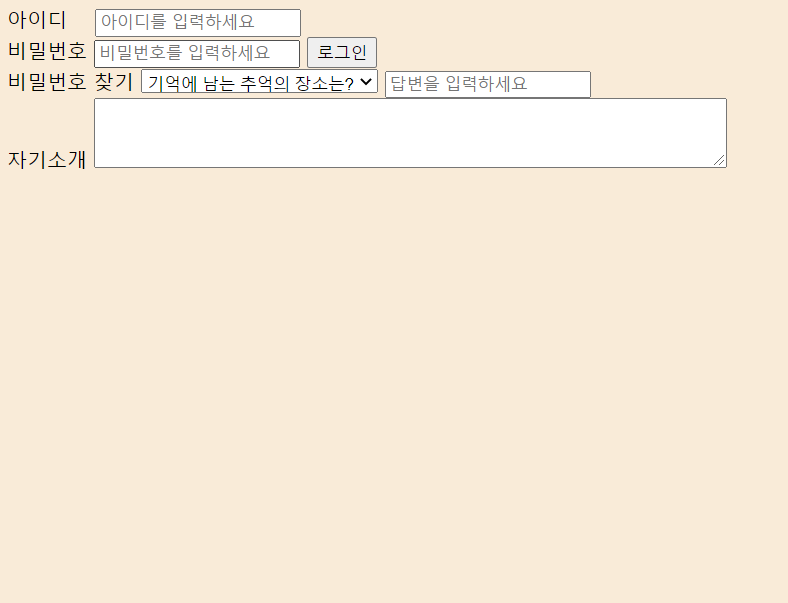 아이디 아이디를 입력하세요
비밀번호 비밀번호를 입력하세요 로그인
비밀번호 찾기 기억에 남는 추억의 장소는? 답변을 입력하세요
자기소개